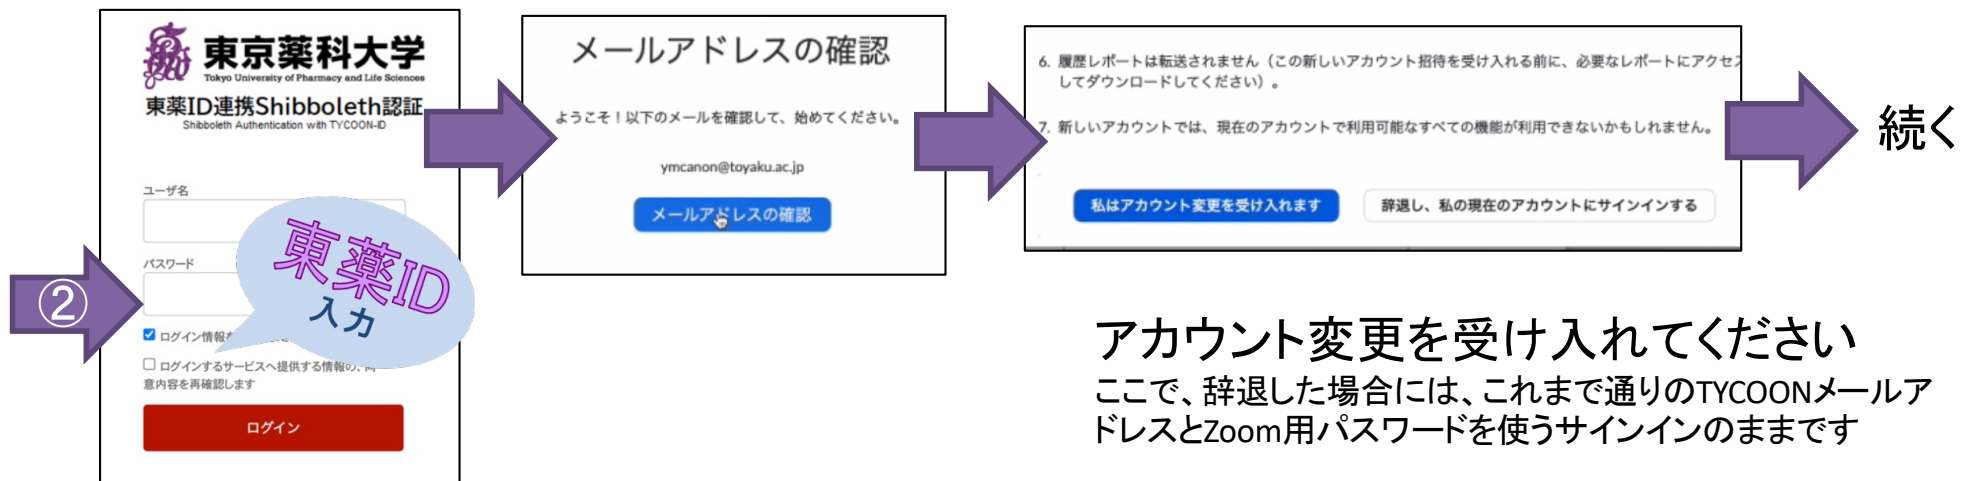 ②
東京薬科大学
Tokyo University of Pharmacy and Life Sciences
東薬ID連携Shibboleth認証
Shibboleth Authentication with TYCOON-ID
ユーザ名
パスワード
東薬ID
入力
ログイン情報を
ログインするサービスへ提供する情報の、同
意内容を再確認します
ログイン
メールアドレスの確認
ようこそ！以下のメールを確認して、始めてください。
ymcanon@toyaku.ac.jp
メールアドレスの確認
6. 履歴レポートは転送されません（この新しいアカウント招待を受け入れる前に、必要なレポートにアクセス
してダウンロードしてください）。
7. 新しいアカウントでは、現在のアカウントで利用可能なすべての機能が利用できないかもしれません。
私はアカウント変更を受け入れます
辞退し、私の現在のアカウントにサインインする
続く
アカウント変更を受け入れてください
ここで、辞退した場合には、これまで通りのTYCOONメールア
ドレスとZoom用パスワードを使うサインインのままです